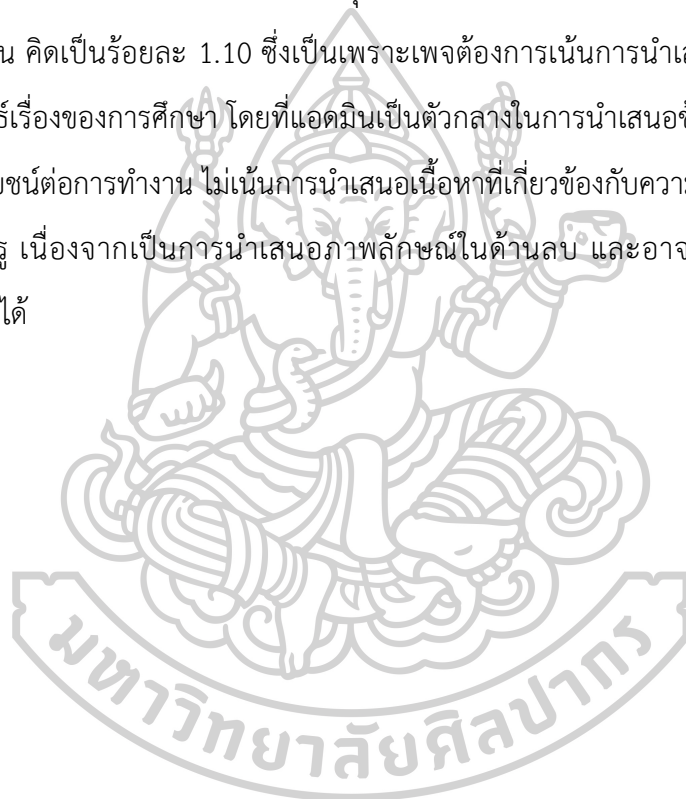 น คิดเป็นร้อยละ 1.10 ซึ่งเป็นเพราะเพจต้องการเน้นการนำเส
ธ์เรื่องของการศึกษา โดยที่แอดมินเป็นตัวกลางในการนำเสนอข้
ยชน์ต่อการทำงาน ไม่เน้นการนำเสนอเนื้อหาที่เกี่ยวข้องกับความ
รู เนื่องจากเป็นการนำเสนอภาพลักษณ์ในด้านลบ และอาจ
ได้
มหาวิทยาลัยศิลปากร